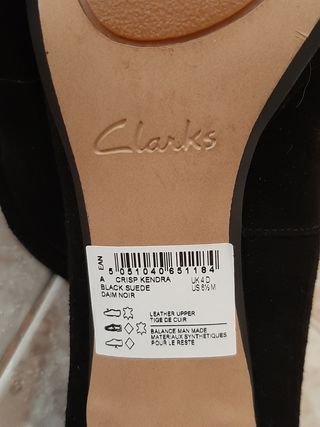 Clarks
EAN
5 051040 651184
A CRISP KENDRA UK 4 D
BLACK SUEDE US 6½ M
DAIM NOIR
LEATHER UPPER
TIGE DE CUIR
BALANCE MAN MADE
MATERIAUX SYNTHETIQUES
POUR LE RESTE